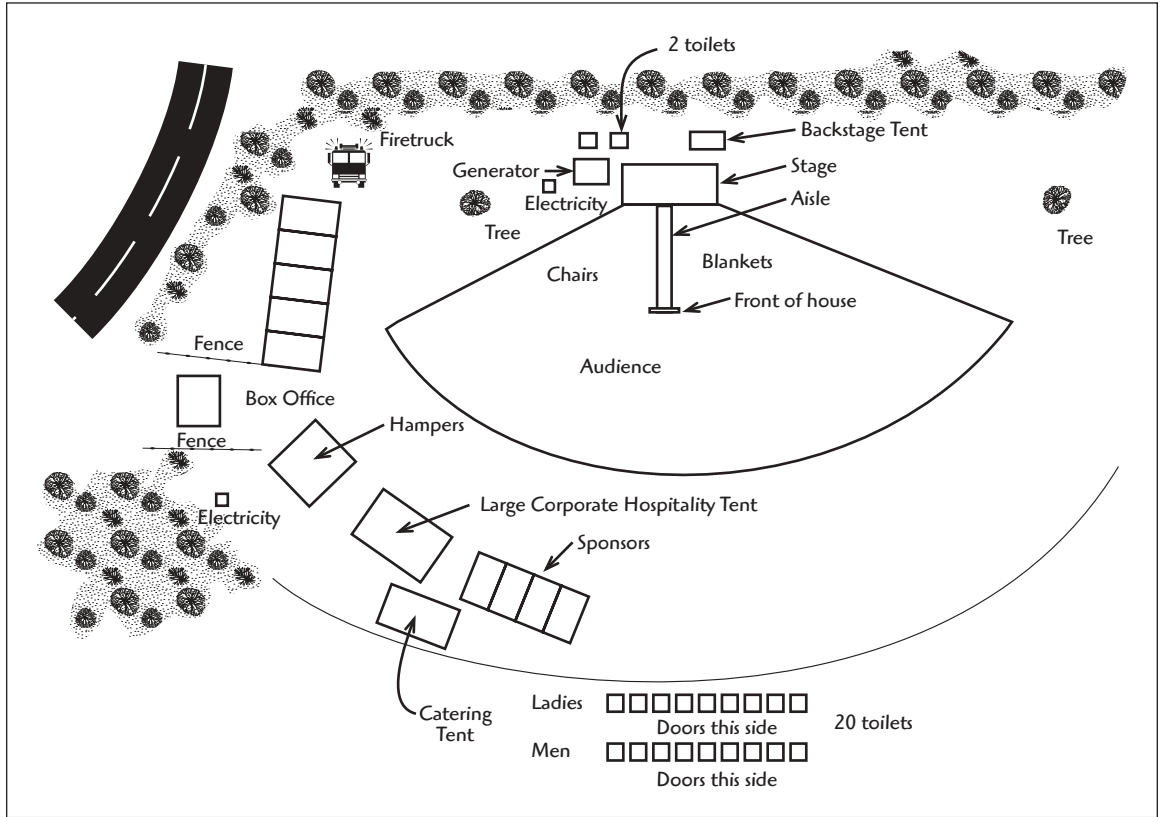 2 toilets
Firetruck
Backstage Tent
Generator
Stage
Electricity
Aisle
Tree
Tree
Chairs
Blankets
Front of house
Fence
Audience
Box Office
Hampers
Fence
Large Corporate Hospitality Tent
Electricity
Sponsors
Ladies
Catering
Tent
Doors this side
20 toilets
Men
Doors this side